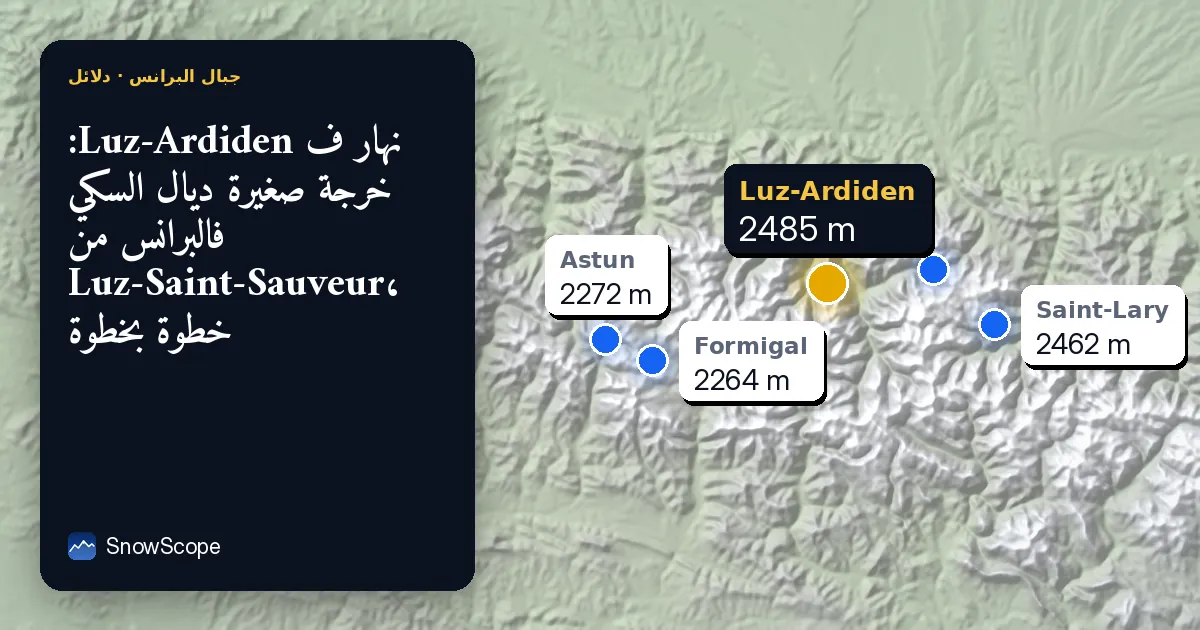 جبال البرانس · دلائل
نهار ف Luz-Ardiden:
خرجة صغيرة ديال السكي
فالبرانس من
Luz-Saint-Sauveur،
خطوة بخطوة
SnowScope
Luz-Ardiden
2485 m
Astun
2272 m
Formigal
2264 m
Saint-Lary
2462 m